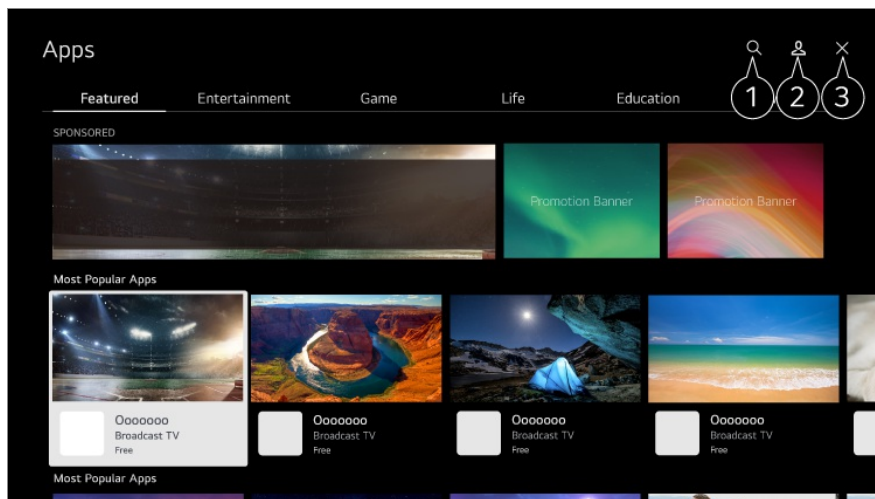 Apps
1 2 3
Featured Entertainment Game Life Education
SPONSORED
Promotion Banner Promotion Banner
Most Popular Apps
Ooooooo Ooooooo Ooooooo Ooooooo
Broadcast TV Broadcast TV Broadcast TV Broadcast TV
Free Free Free Free
Most Popular Apps